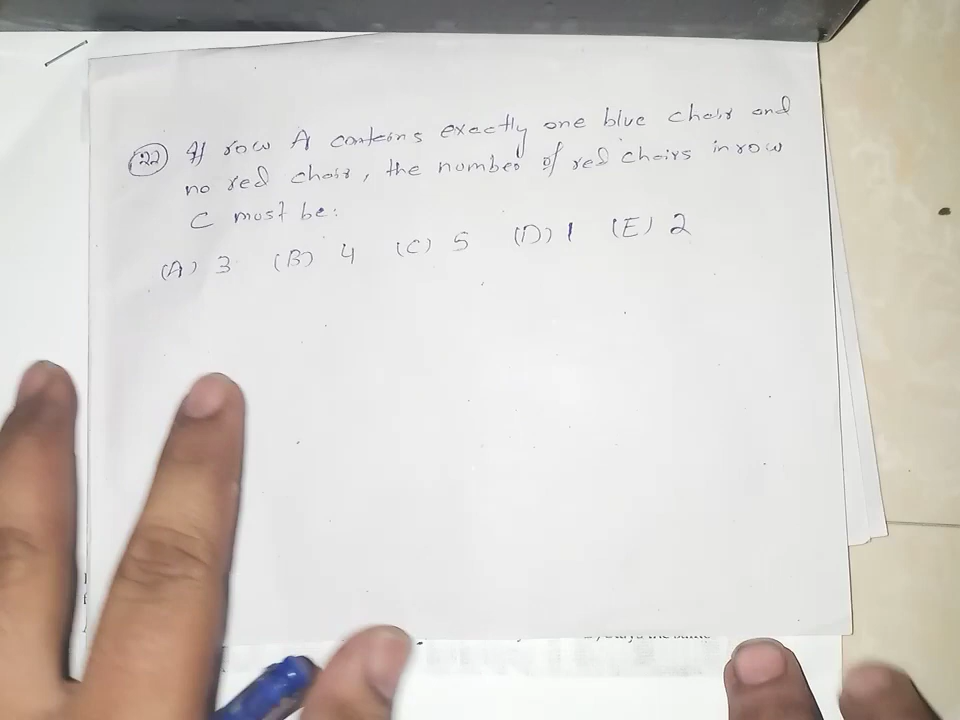 22 If row A contains exactly one blue chair and
no red chair, the number of red chairs in row
C must be:
(A) 3 (B) 4 (C) 5 (D) 1 (E) 2